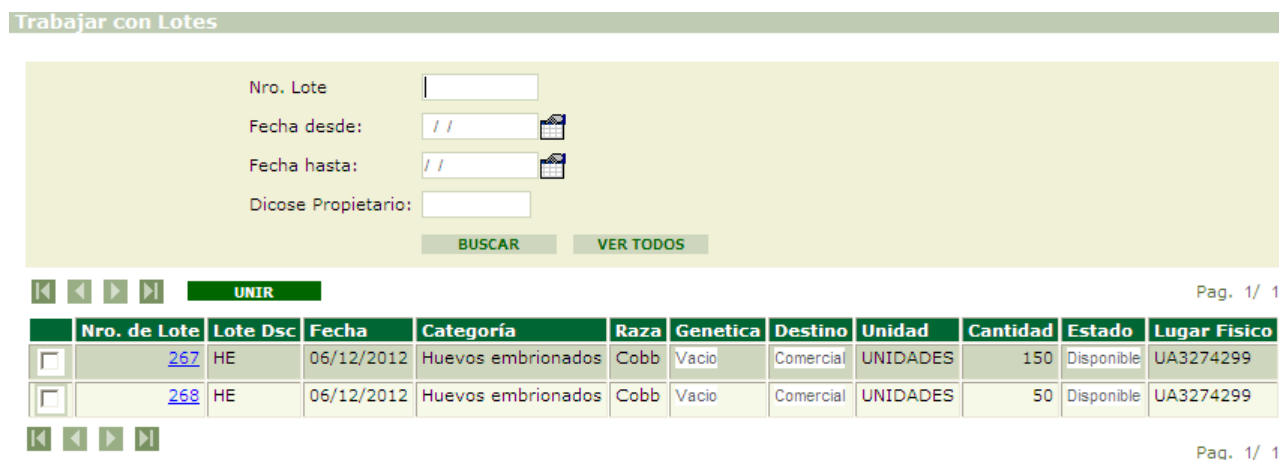 Trabajar con Lotes
Nro. Lote
Fecha desde: / /
Fecha hasta: / /
Dicose Propietario:
BUSCAR VER TODOS
UNIR Pag. 1/ 1
Nro. de Lote Lote Dsc Fecha Categoría Raza Genetica Destino Unidad Cantidad Estado Lugar Fisico
267 HE 06/12/2012 Huevos embrionados Cobb Vacio Comercial UNIDADES 150 Disponible UA3274299
268 HE 06/12/2012 Huevos embrionados Cobb Vacio Comercial UNIDADES 50 Disponible UA3274299
Pag. 1/ 1